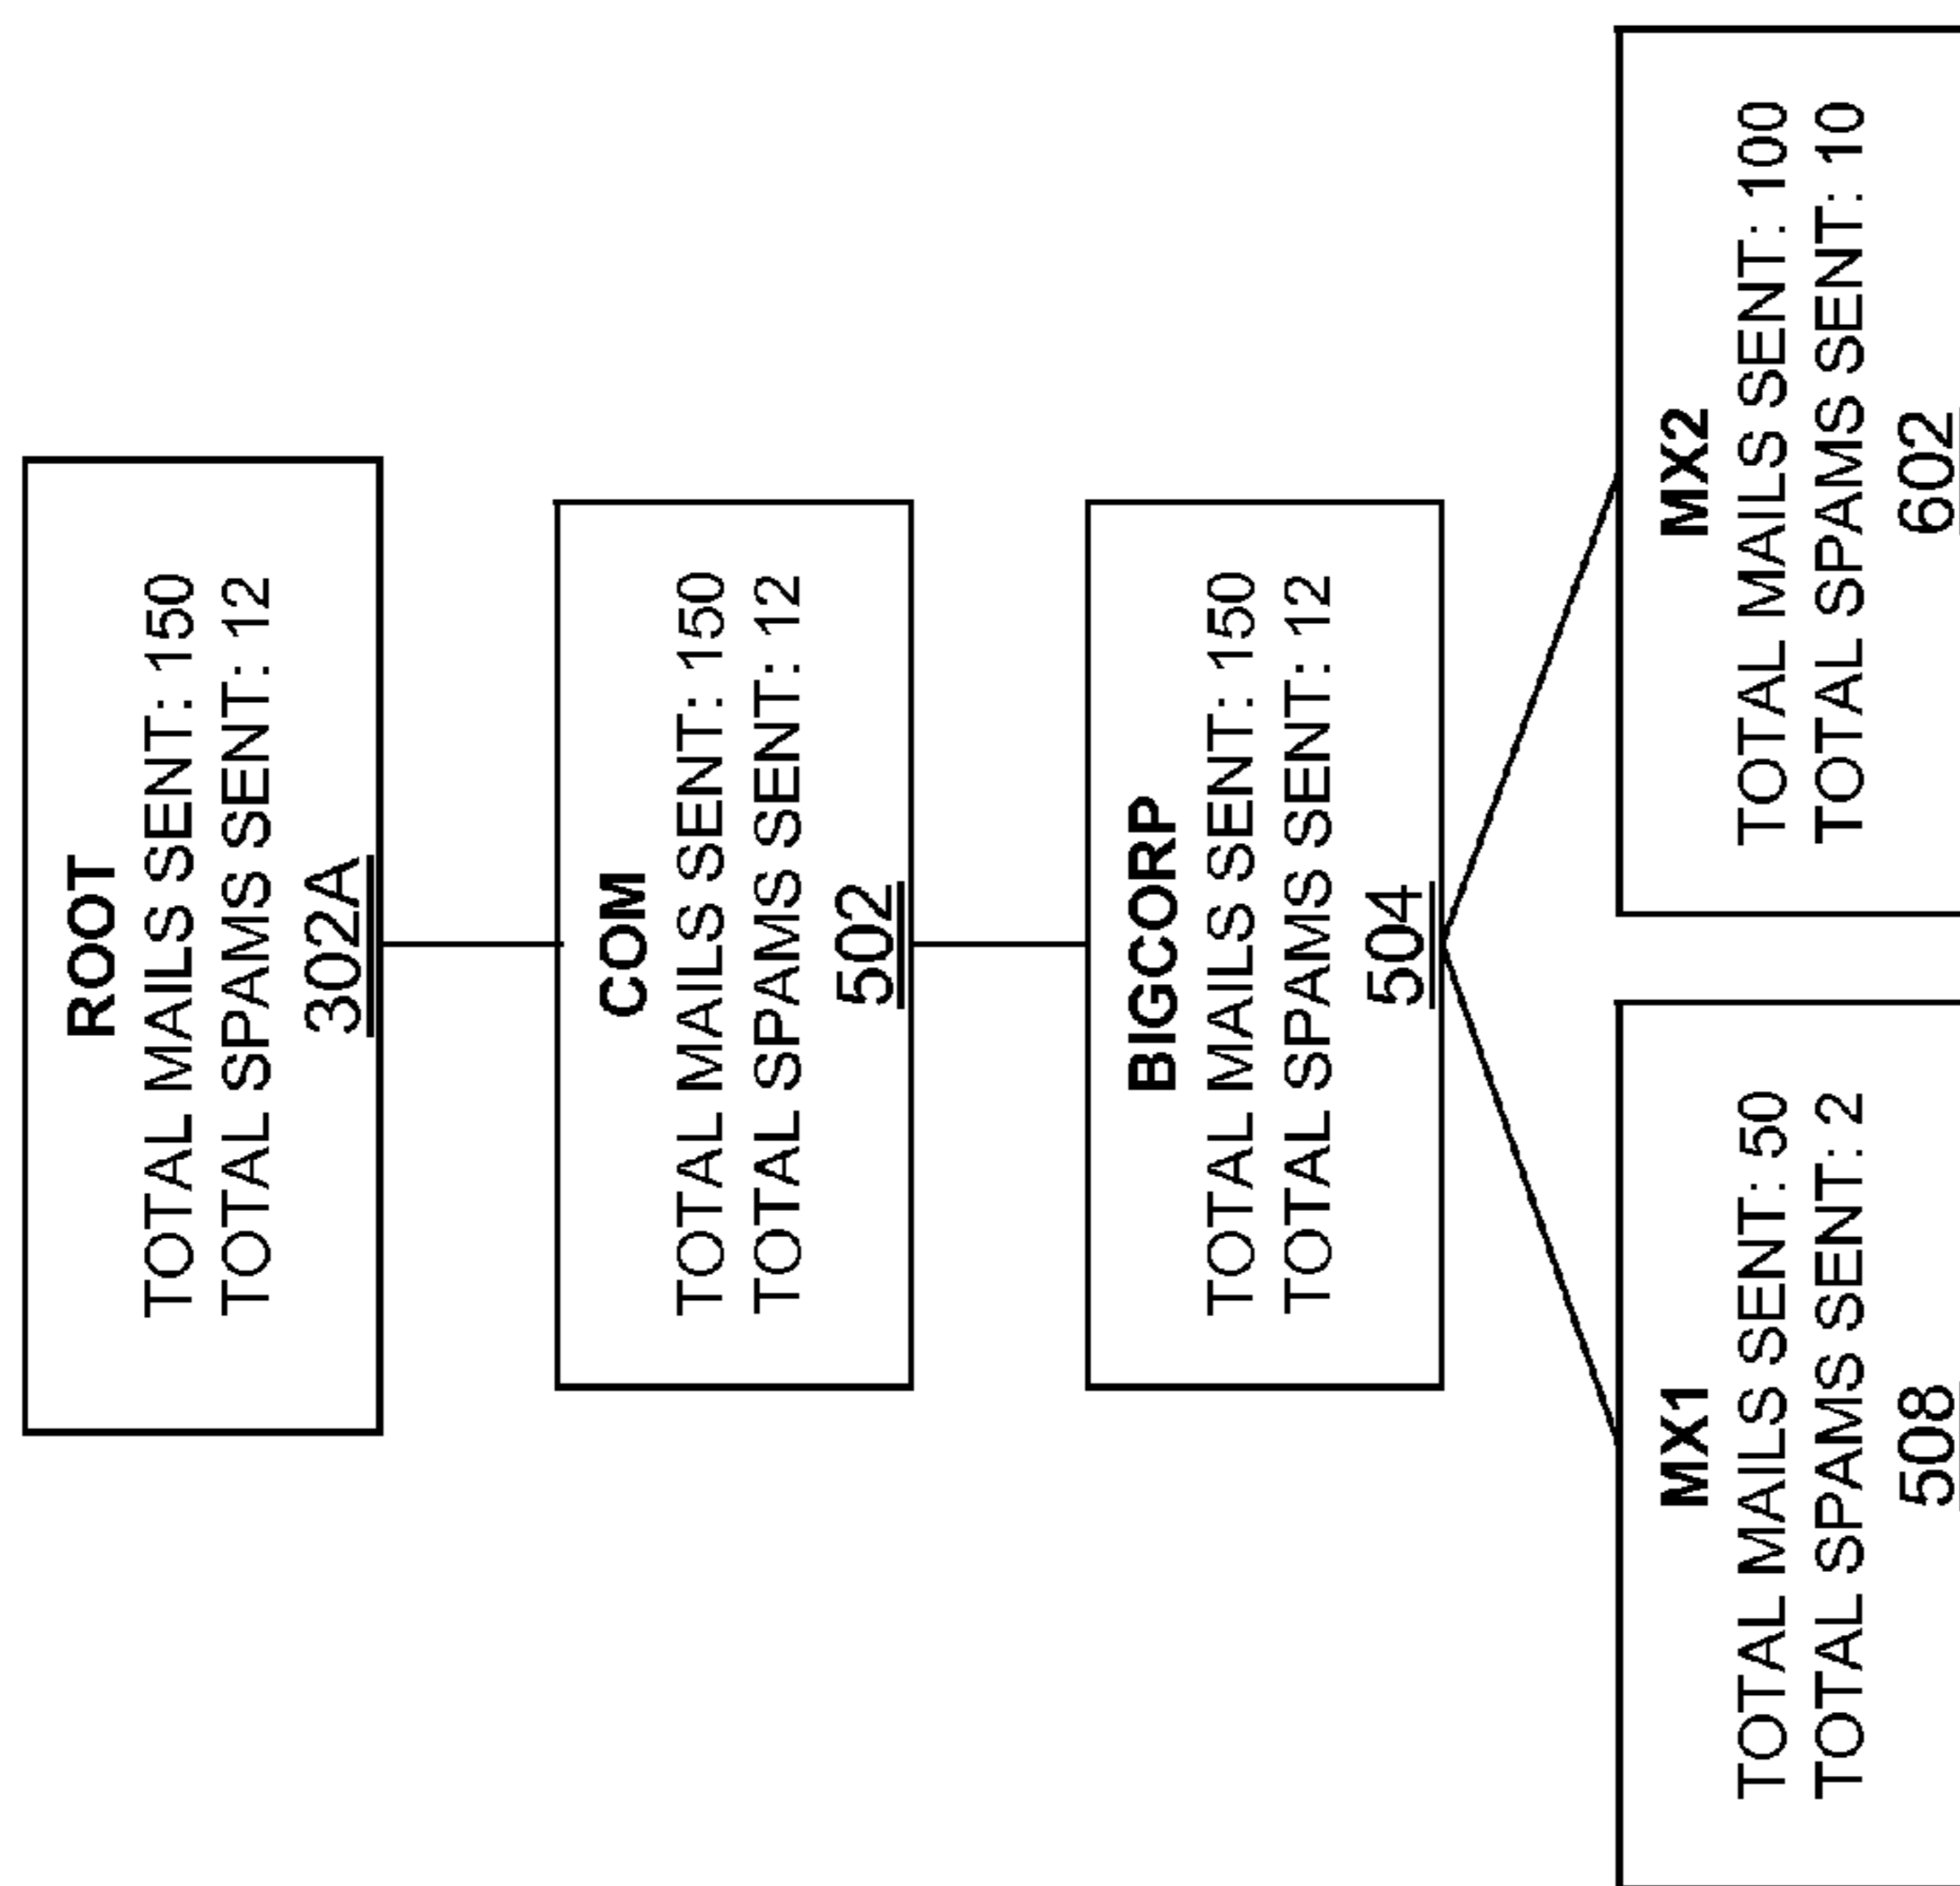 ROOT
TOTAL MAILS SENT: 150
TOTAL SPAMS SENT: 12
302A
COM
TOTAL MAILS SENT: 150
TOTAL SPAMS SENT: 12
502
BIGCORP
TOTAL MAILS SENT: 150
TOTAL SPAMS SENT: 12
504
MX1
TOTAL MAILS SENT: 50
TOTAL SPAMS SENT: 2
508
MX2
TOTAL MAILS SENT: 100
TOTAL SPAMS SENT: 10
602